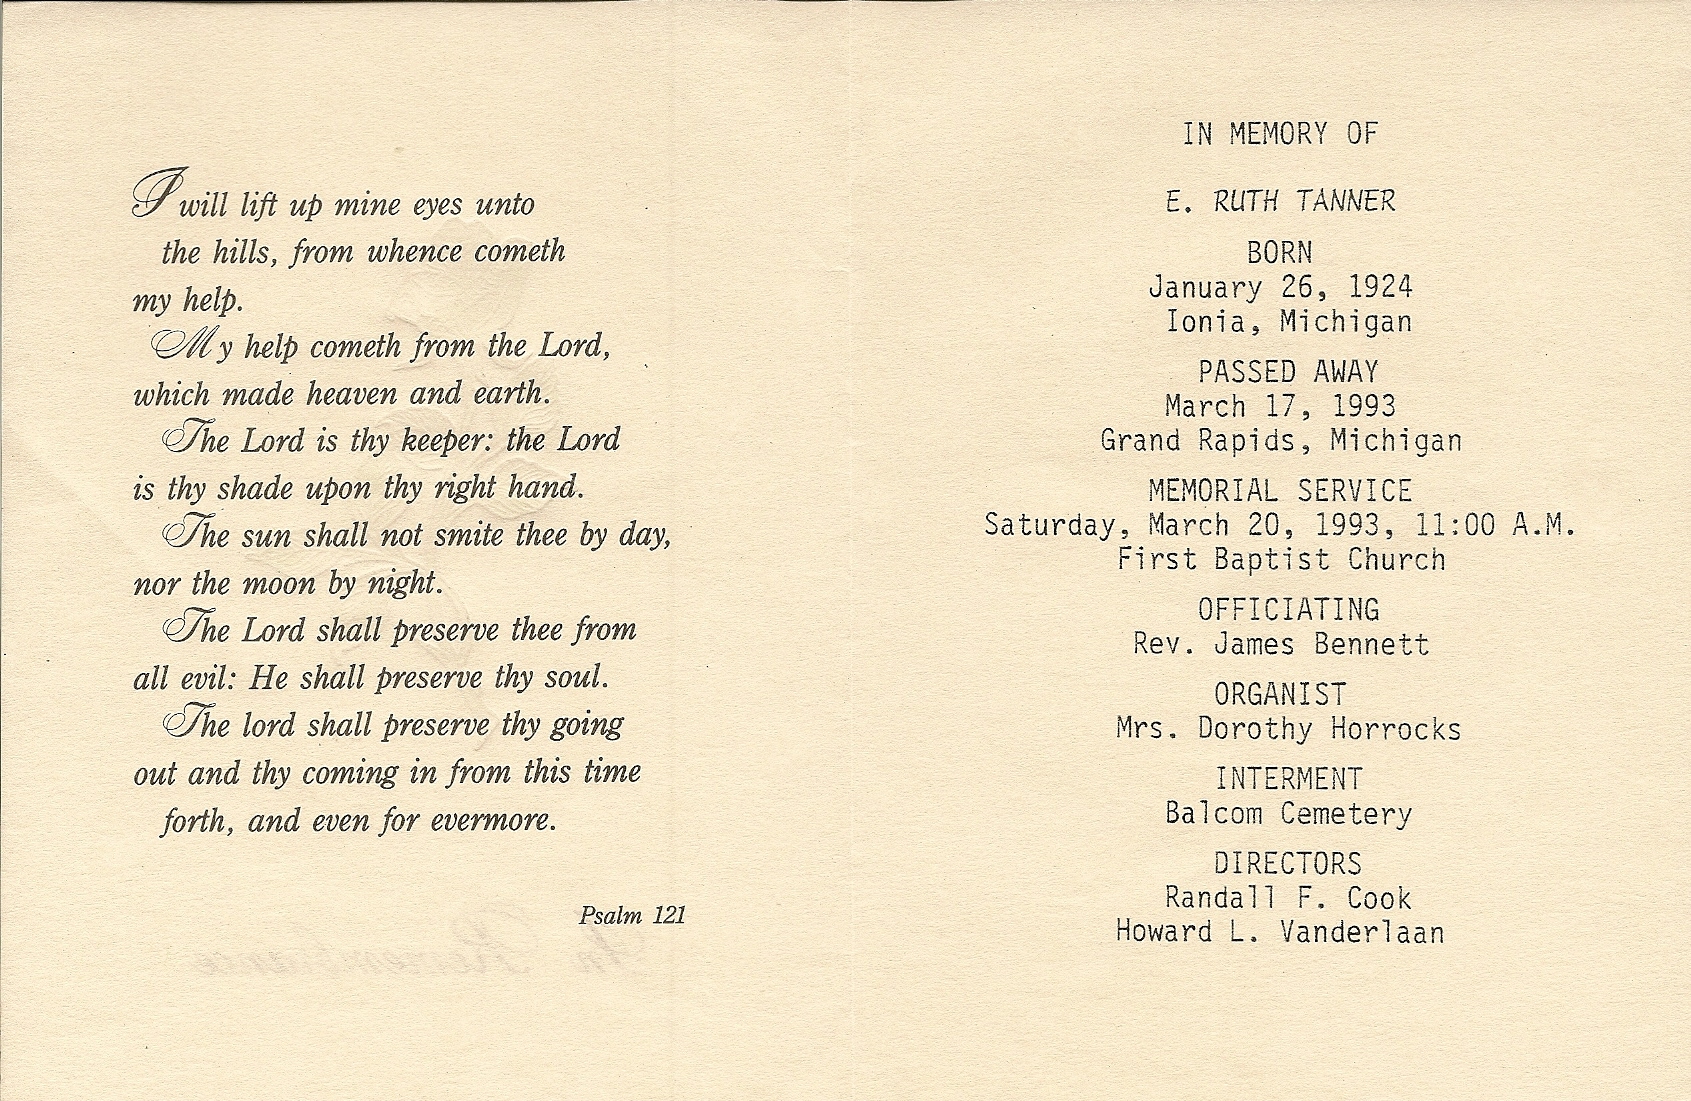 I will lift up mine eyes unto
the hills, from whence cometh
my help.
My help cometh from the Lord,
which made heaven and earth.
The Lord is thy keeper: the Lord
is thy shade upon thy right hand.
The sun shall not smite thee by day,
nor the moon by night.
The Lord shall preserve thee from
all evil: He shall preserve thy soul.
The lord shall preserve thy going
out and thy coming in from this time
forth, and even for evermore.
Psalm 121
In Remembrance
IN MEMORY OF
E. RUTH TANNER
BORN
January 26, 1924
Ionia, Michigan
PASSED AWAY
March 17, 1993
Grand Rapids, Michigan
MEMORIAL SERVICE
Saturday, March 20, 1993, 11:00 A.M.
First Baptist Church
OFFICIATING
Rev. James Bennett
ORGANIST
Mrs. Dorothy Horrocks
INTERMENT
Balcom Cemetery
DIRECTORS
Randall F. Cook
Howard L. Vanderlaan